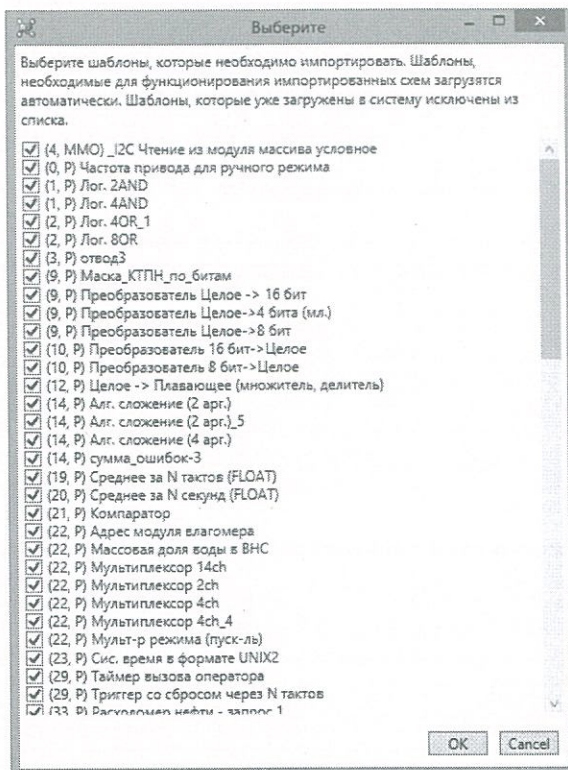 Выберите
Выберите шаблоны, которые необходимо импортировать. Шаблоны,
необходимые для функционирования импортированных схем загрузятся
автоматически. Шаблоны, которые уже загружены в систему исключены из
списка.
(4, MMO) _I2C Чтение из модуля массива условное
(0, P) Частота привода для ручного режима
(1, P) Лог. 2AND
(1, P) Лог. 4AND
(2, P) Лог. 4OR_1
(2, P) Лог. 8OR
(3, P) отвод3
(9, P) Маска_КТПН_по_битам
(9, P) Преобразователь Целое -> 16 бит
(9, P) Преобразователь Целое->4 бита (мл.)
(9, P) Преобразователь Целое->8 бит
(10, P) Преобразователь 16 бит->Целое
(10, P) Преобразователь 8 бит->Целое
(12, P) Целое -> Плавающее (множитель, делитель)
(14, P) Алг. сложение (2 арг.)
(14, P) Алг. сложение (2 арг.)_5
(14, P) Алг. сложение (4 арг.)
(14, P) сумма_ошибок-3
(19, P) Среднее за N тактов (FLOAT)
(20, P) Среднее за N секунд (FLOAT)
(21, P) Компаратор
(22, P) Адрес модуля влагомера
(22, P) Массовая доля воды в ВНС
(22, P) Мультиплексор 14ch
(22, P) Мультиплексор 2ch
(22, P) Мультиплексор 4ch
(22, P) Мультиплексор 4ch_4
(22, P) Мульт-р режима (пуск-ль)
(23, P) Сис. время в формате UNIX2
(29, P) Таймер вызова оператора
(29, P) Триггер со сбросом через N тактов
(33, P) Расходомер нефти - запрос 1
OK Cancel